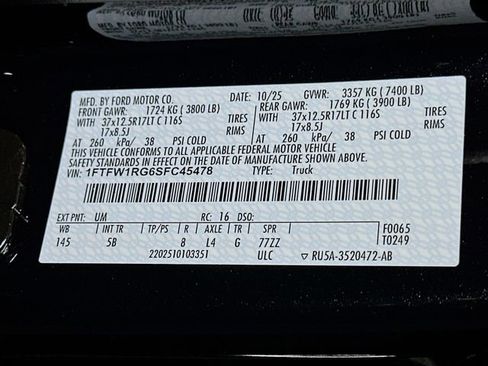 MFD. BY FORD MOTOR CO.
DATE: 10/25 GVWR: 3357 KG ( 7400 LB)
FRONT GAWR: 1724 KG ( 3800 LB) REAR GAWR: 1769 KG ( 3900 LB)
WITH 37x12.5R17LT C 116S TIRES WITH 37x12.5R17LT C 116S TIRES
17x8.5J RIMS 17x8.5J RIMS
AT 260 kPa/ 38 PSI COLD AT 260 kPa/ 38 PSI COLD
THIS VEHICLE CONFORMS TO ALL APPLICABLE FEDERAL MOTOR VEHICLE
SAFETY STANDARDS IN EFFECT ON THE DATE OF MANUFACTURE SHOWN ABOVE.
VIN: 1FTFW1RG6SFC45478 TYPE: Truck
EXT PNT: UM RC: 16 DSO: F0065
WB INT TR TP/PS R AXLE TR SPR T0249
145 5B 8 L4 G 77ZZ
2202510103351 ULC ▽ RU5A-3520472-AB